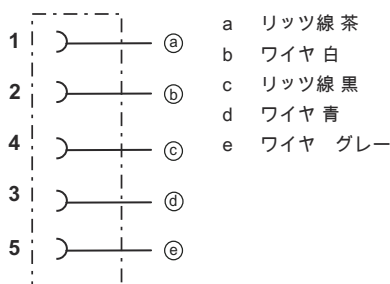 1 ⓐ
2 ⓑ
4 ⓒ
3 ⓓ
5 ⓔ
a リッツ線 茶
b ワイヤ 白
c リッツ線 黒
d ワイヤ 青
e ワイヤ　グレー